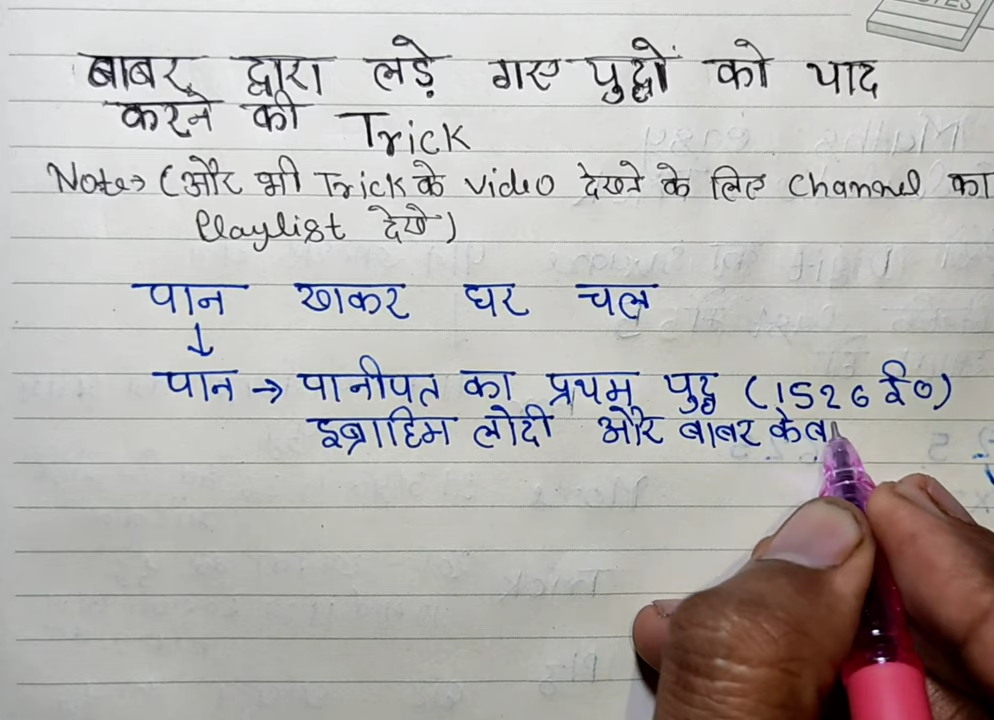 बाबर द्वारा लड़े गए युद्धों को याद
करने की Trick
Note→ (और भी Trick के video देखने के लिए channel का
Playlist देखे)
पान खाकर घर चल
↓
पान → पानीपत का प्रथम युद्ध (1526 ई०)
इब्राहिम लोदी और बाबर के ब